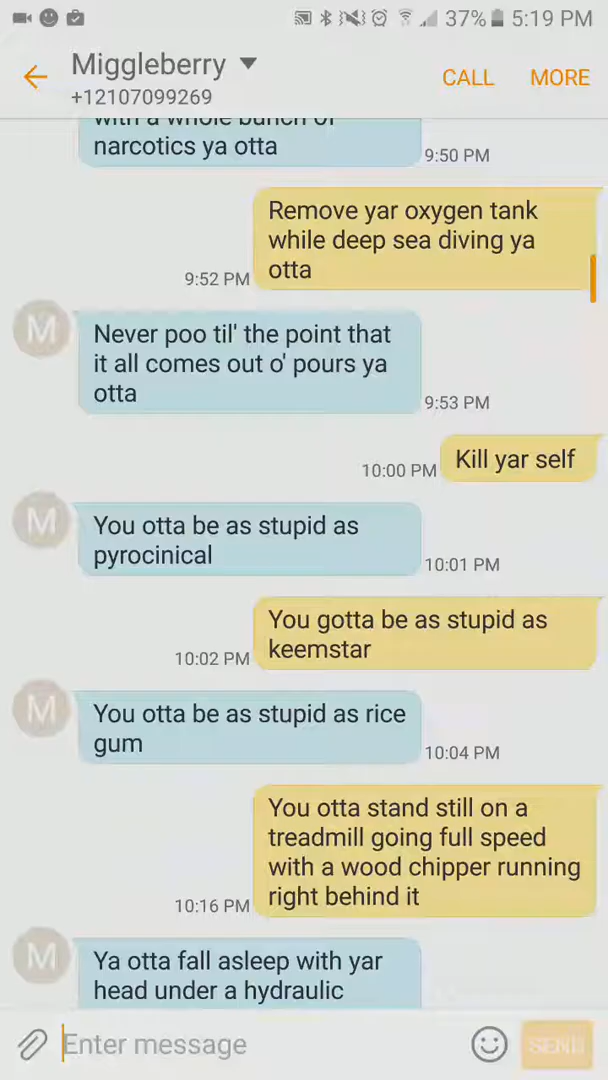 37% 5:19 PM
Miggleberry
CALL MORE
+12107099269
with a whole bunch of
narcotics ya otta
9:50 PM
Remove yar oxygen tank
while deep sea diving ya
otta
9:52 PM
M
Never poo til' the point that
it all comes out o' pours ya
otta
9:53 PM
Kill yar self
10:00 PM
M
You otta be as stupid as
pyrocinical
10:01 PM
You gotta be as stupid as
keemstar
10:02 PM
M
You otta be as stupid as rice
gum
10:04 PM
You otta stand still on a
treadmill going full speed
with a wood chipper running
right behind it
10:16 PM
M
Ya otta fall asleep with yar
head under a hydraulic
Enter message
SEND